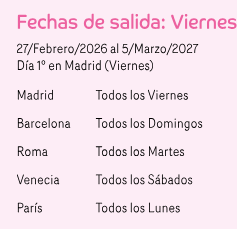 Fechas de salida: Viernes
27/Febrero/2026 al 5/Marzo/2027
Día 1º en Madrid (Viernes)
Madrid Todos los Viernes
Barcelona Todos los Domingos
Roma Todos los Martes
Venecia Todos los Sábados
París Todos los Lunes